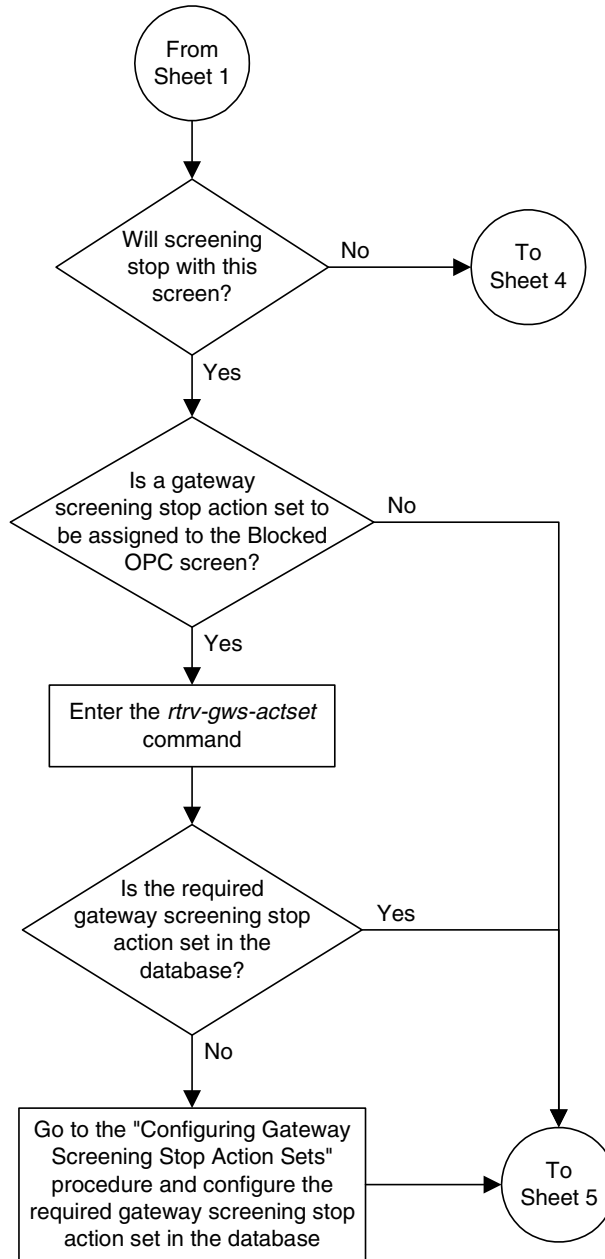 From
Sheet 1
Will screening
stop with this
screen?
No
To
Sheet 4
Yes
Is a gateway
screening stop action set to
be assigned to the Blocked
OPC screen?
No
Yes
Enter the rtrv-gws-actset
command
Is the required
gateway screening stop
action set in the
database?
Yes
No
Go to the "Configuring Gateway
Screening Stop Action Sets"
procedure and configure the
required gateway screening stop
action set in the database
To
Sheet 5